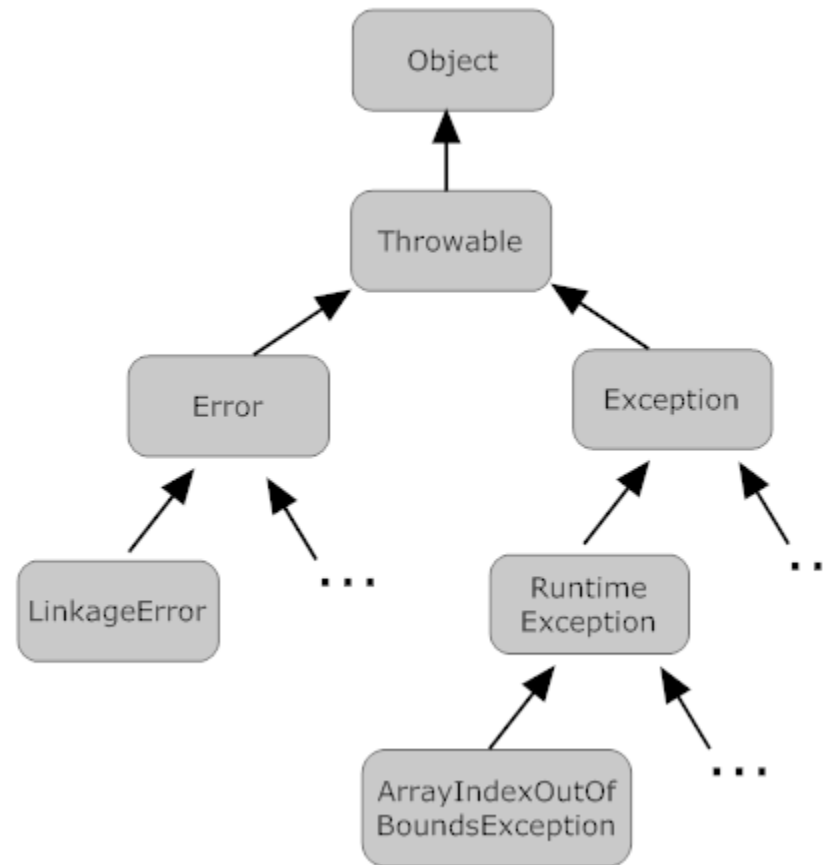 Object
Throwable
Error
Exception
LinkageError
...
Runtime
Exception
..
ArrayIndexOutOf
BoundsException
...